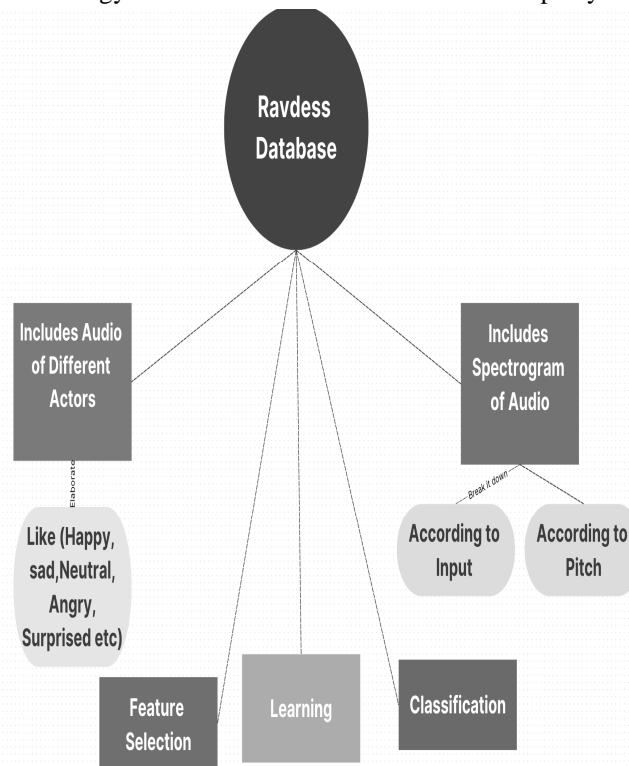 Ravdess
Database
Includes Audio
of Different
Actors
Includes
Spectrogram
of Audio
Elaborate
Break it down
Like (Happy,
sad,Neutral,
Angry,
Surprised etc)
According to
Input
According to
Pitch
Feature
Selection
Learning
Classification